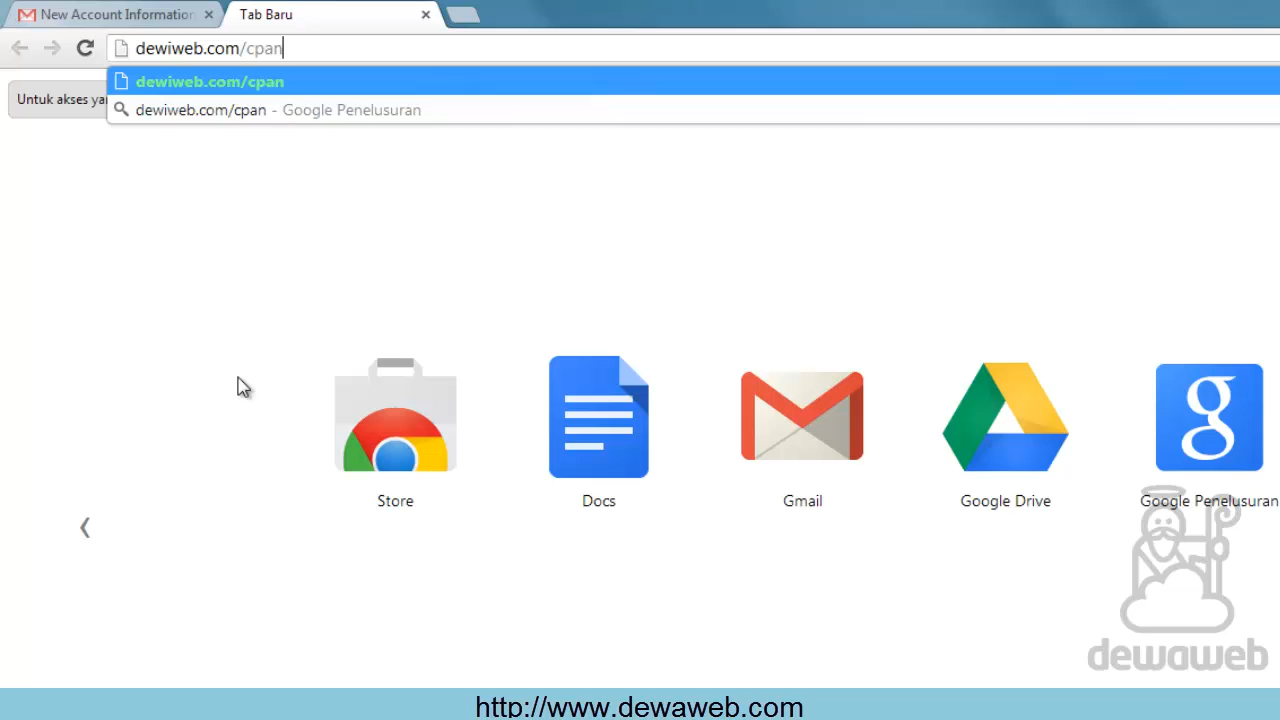 New Account Information
Tab Baru
dewiweb.com/cpan
dewiweb.com/cpan
dewiweb.com/cpan - Google Penelusuran
Untuk akses ya
Store
Docs
Gmail
Google Drive
Google Penelusuran
dewaweb
http://www.dewaweb.com